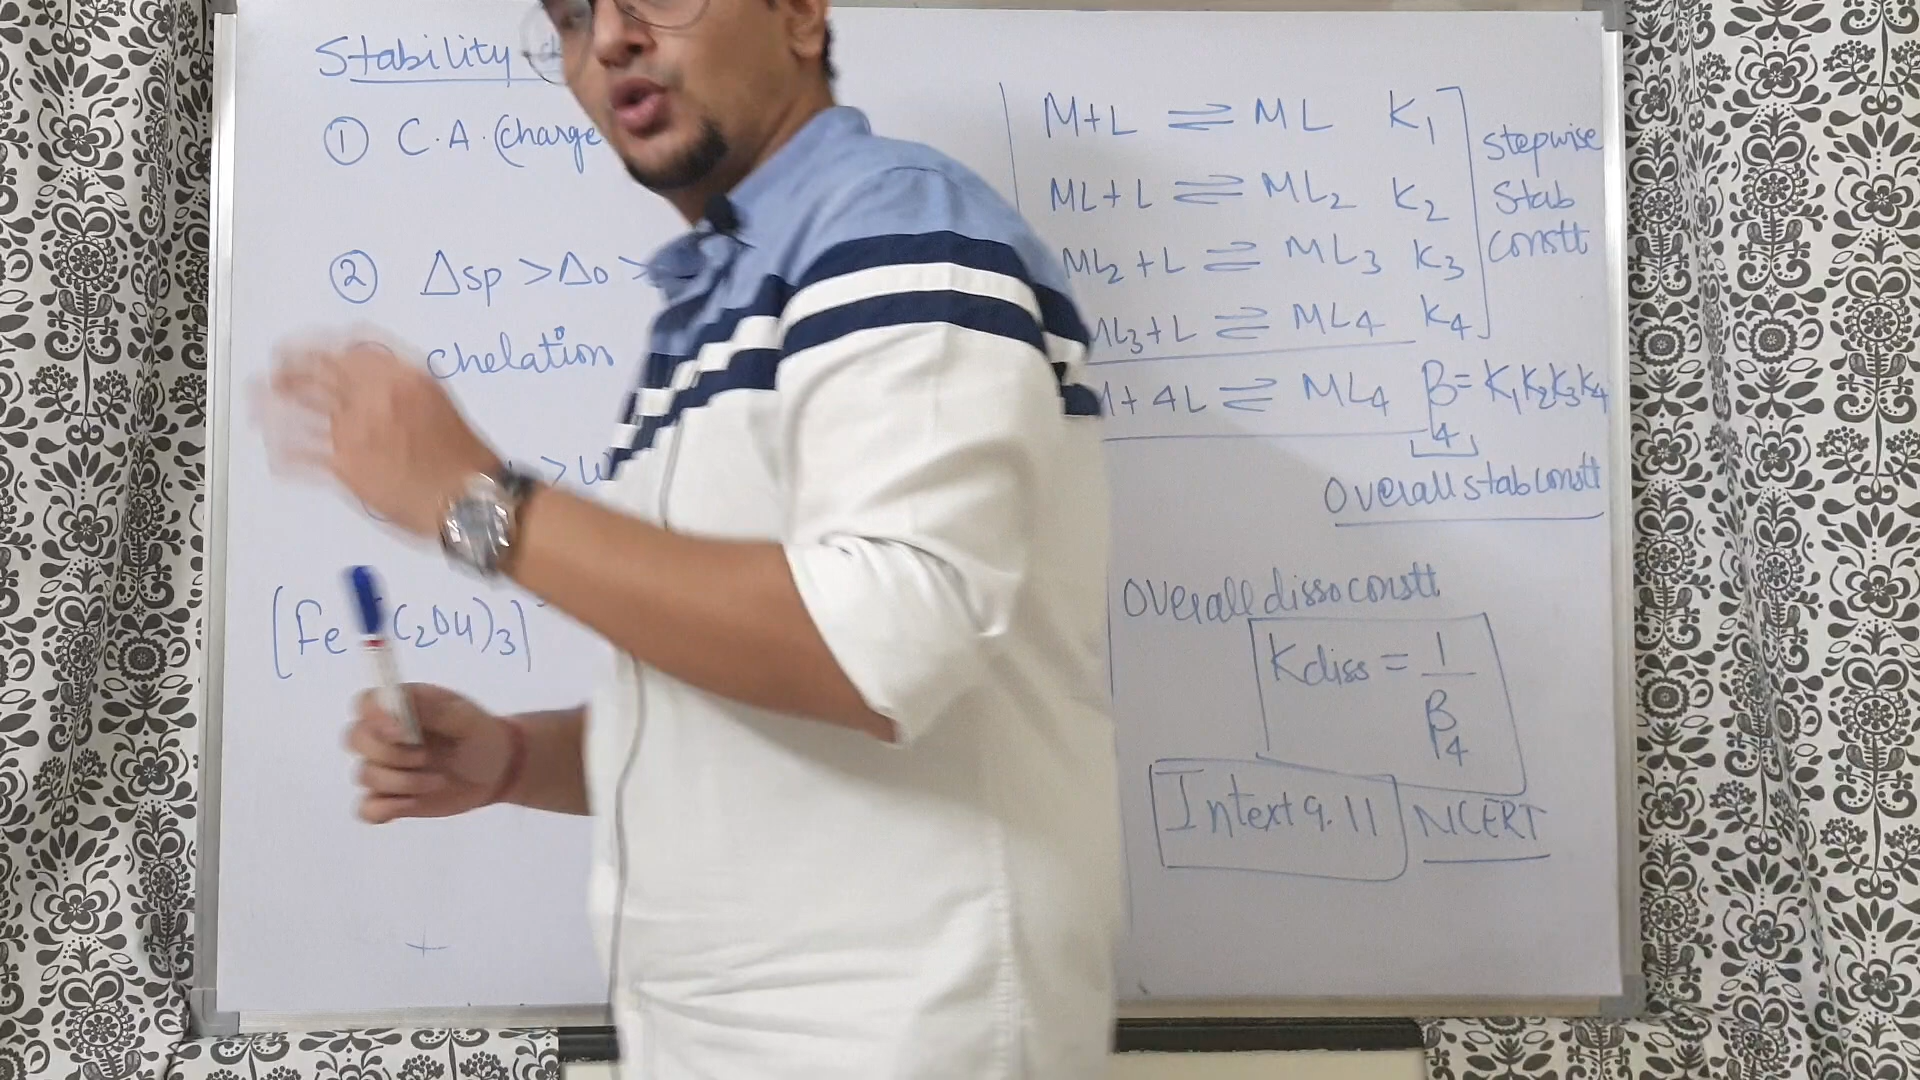 Stability
① C.A. (Charge
② Δsp > Δo >
chelation
> W
[Fe (C₂O₄)₃]
M+L ⇌ ML K₁
ML+L ⇌ ML₂ K₂
ML₂+L ⇌ ML₃ K₃
ML₃+L ⇌ ML₄ K₄
stepwise
stab
constt
M+4L ⇌ ML₄ β₄ = K₁K₂K₃K₄
Overall stab constt
Overall disso constt
Kdiss = 1/β₄
Intext 9.11 NCERT